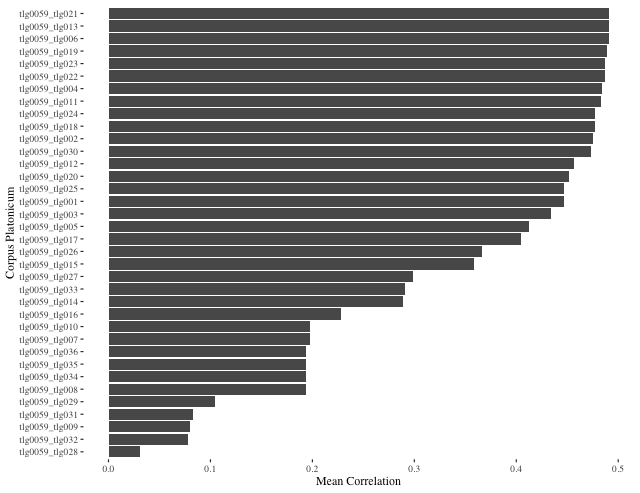 tlg0059_tlg021
tlg0059_tlg013
tlg0059_tlg006
tlg0059_tlg019
tlg0059_tlg023
tlg0059_tlg022
tlg0059_tlg004
tlg0059_tlg011
tlg0059_tlg024
tlg0059_tlg018
tlg0059_tlg002
tlg0059_tlg030
tlg0059_tlg012
tlg0059_tlg020
tlg0059_tlg025
tlg0059_tlg001
tlg0059_tlg003
tlg0059_tlg005
tlg0059_tlg017
tlg0059_tlg026
tlg0059_tlg015
tlg0059_tlg027
tlg0059_tlg033
tlg0059_tlg014
tlg0059_tlg016
tlg0059_tlg010
tlg0059_tlg007
tlg0059_tlg036
tlg0059_tlg035
tlg0059_tlg034
tlg0059_tlg008
tlg0059_tlg029
tlg0059_tlg031
tlg0059_tlg009
tlg0059_tlg032
tlg0059_tlg028
Corpus Platonicum
0.0 0.1 0.2 0.3 0.4 0.5
Mean Correlation